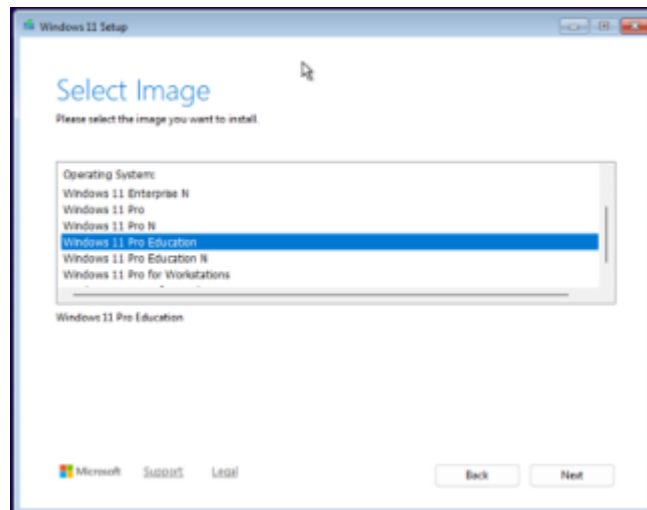 Windows 11 Setup
Select Image
Please select the image you want to install.
Operating System:
Windows 11 Enterprise N
Windows 11 Pro
Windows 11 Pro N
Windows 11 Pro Education
Windows 11 Pro Education N
Windows 11 Pro for Workstations
Windows 11 Pro Education
Microsoft Support Legal
Back Next